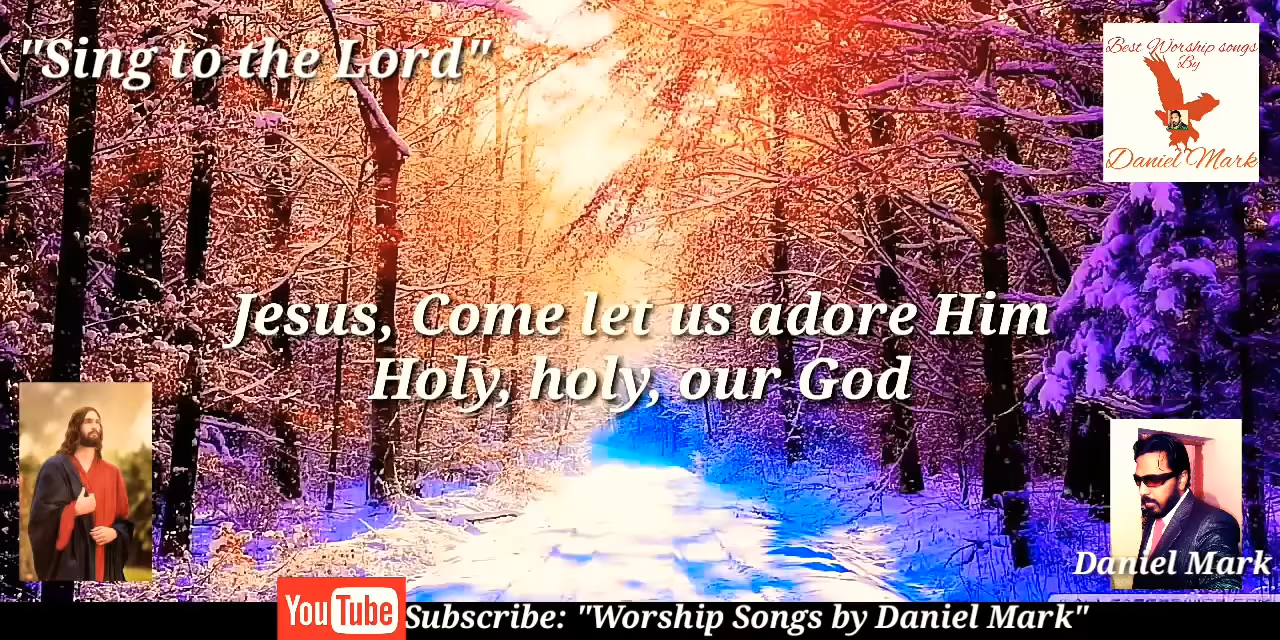 "Sing to the Lord"
Best Worship songs
By
Daniel Mark
Jesus, Come let us adore Him
Holy, holy, our God
Daniel Mark
YouTube Subscribe: "Worship Songs by Daniel Mark"